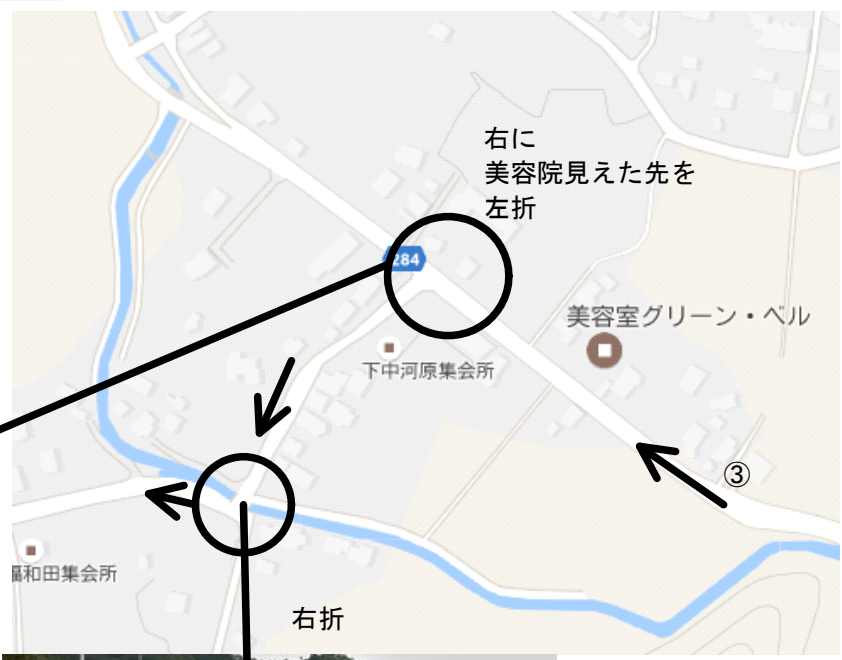 右に
美容院見えた先を
左折
284
美容室グリーン・ベル
下中河原集会所
③
福和田集会所
右折